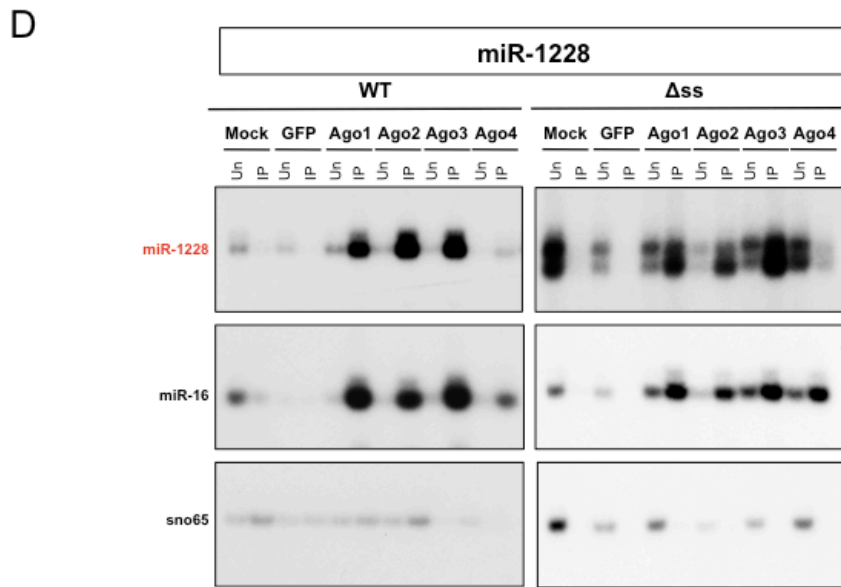 D
miR-1228
WT Δss
Mock GFP Ago1 Ago2 Ago3 Ago4 Mock GFP Ago1 Ago2 Ago3 Ago4
Un IP Un IP Un IP Un IP Un IP Un IP Un IP Un IP Un IP Un IP Un IP Un IP
miR-1228
miR-16
sno65